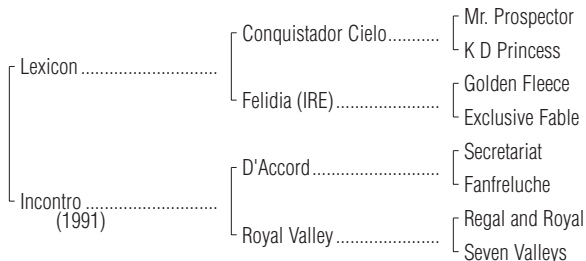 Mr. Prospector
Conquistador Cielo...........
K D Princess
Lexicon .............................
Golden Fleece
Felidia (IRE)......................
Exclusive Fable
Secretariat
D'Accord...........................
Fanfreluche
Incontro ............................
(1991)
Regal and Royal
Royal Valley ......................
Seven Valleys